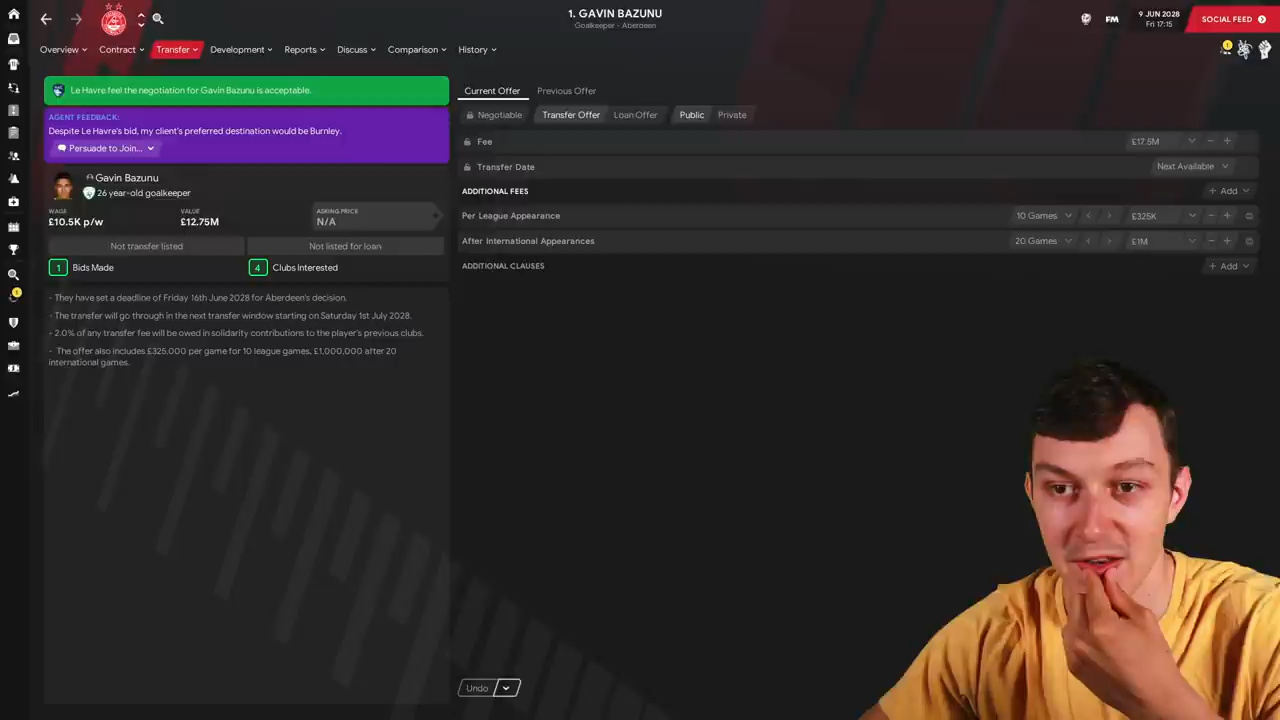 1. GAVIN BAZUNU
Goalkeeper - Aberdeen
FM
9 JUN 2028
Fri 17:15
SOCIAL FEED
Overview
Contract
Transfer
Development
Reports
Discuss
Comparison
History
1
Le Havre feel the negotiation for Gavin Bazunu is acceptable.
AGENT FEEDBACK:
Despite Le Havre's bid, my client's preferred destination would be Burnley.
Persuade to Join...
Gavin Bazunu
26 year-old goalkeeper
WAGE
£10.5K p/w
VALUE
£12.75M
ASKING PRICE
N/A
Not transfer listed
Not listed for loan
1 Bids Made
4 Clubs Interested
- They have set a deadline of Friday 16th June 2028 for Aberdeen's decision.
- The transfer will go through in the next transfer window starting on Saturday 1st July 2028.
- 2.0% of any transfer fee will be owed in solidarity contributions to the player's previous clubs.
- The offer also includes £325,000 per game for 10 league games, £1,000,000 after 20
international games.
Current Offer
Previous Offer
Negotiable
Transfer Offer
Loan Offer
Public
Private
Fee
£17.5M
Transfer Date
Next Available
ADDITIONAL FEES
+ Add
Per League Appearance
10 Games
£325K
After International Appearances
20 Games
£1M
ADDITIONAL CLAUSES
+ Add
Undo